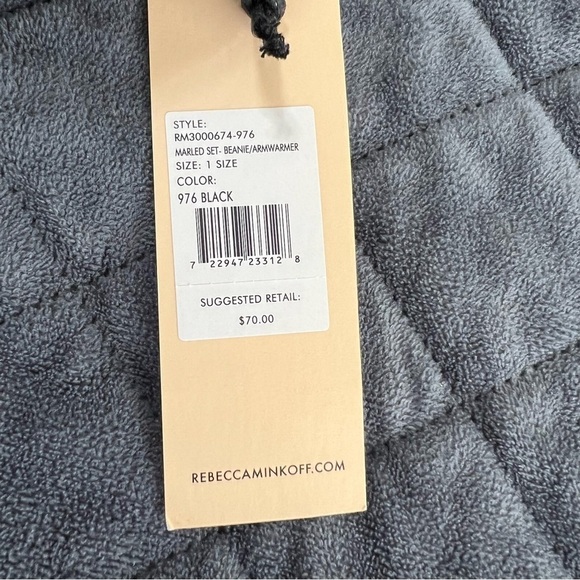 STYLE:
RM3000674-976
MARLED SET- BEANIE/ARMWARMER
SIZE: 1 SIZE
COLOR:
976 BLACK
7 22947 23312 8
SUGGESTED RETAIL:
$70.00
REBECCAMINKOFF.COM